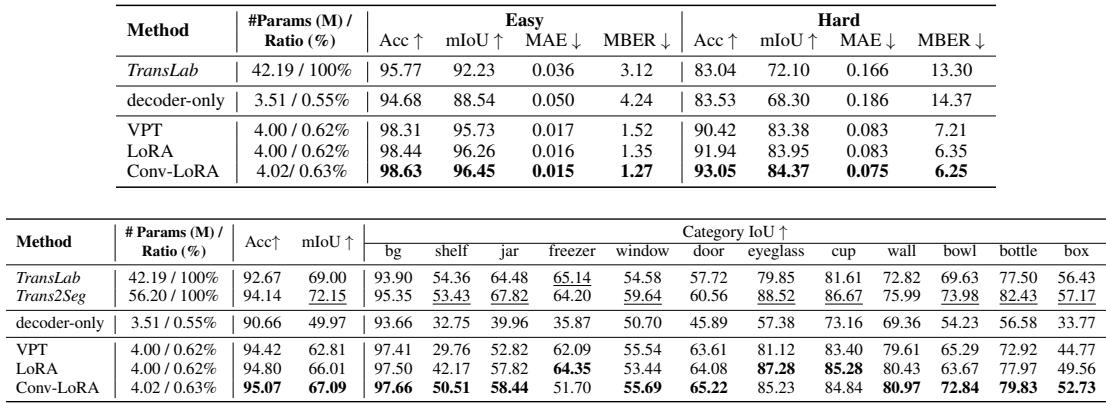 Method #Params (M) / Ratio (%) Easy Hard
Acc ↑ mIoU ↑ MAE ↓ MBER ↓ Acc ↑ mIoU ↑ MAE ↓ MBER ↓
TransLab 42.19 / 100% 95.77 92.23 0.036 3.12 83.04 72.10 0.166 13.30
decoder-only 3.51 / 0.55% 94.68 88.54 0.050 4.24 83.53 68.30 0.186 14.37
VPT 4.00 / 0.62% 98.31 95.73 0.017 1.52 90.42 83.38 0.083 7.21
LoRA 4.00 / 0.62% 98.44 96.26 0.016 1.35 91.94 83.95 0.083 6.35
Conv-LoRA 4.02/ 0.63% 98.63 96.45 0.015 1.27 93.05 84.37 0.075 6.25
Method # Params (M) / Ratio (%) Acc↑ mIoU ↑ Category IoU ↑
bg shelf jar freezer window door eyeglass cup wall bowl bottle box
TransLab 42.19 / 100% 92.67 69.00 93.90 54.36 64.48 65.14 54.58 57.72 79.85 81.61 72.82 69.63 77.50 56.43
Trans2Seg 56.20 / 100% 94.14 72.15 95.35 53.43 67.82 64.20 59.64 60.56 88.52 86.67 75.99 73.98 82.43 57.17
decoder-only 3.51 / 0.55% 90.66 49.97 93.66 32.75 39.96 35.87 50.70 45.89 57.38 73.16 69.36 54.23 56.58 33.77
VPT 4.00 / 0.62% 94.42 62.81 97.41 29.76 52.82 62.09 55.54 63.61 81.12 83.40 79.61 65.29 72.92 44.77
LoRA 4.00 / 0.62% 94.80 66.01 97.50 42.17 57.82 64.35 53.44 64.08 87.28 85.28 80.43 63.67 77.97 49.56
Conv-LoRA 4.02 / 0.63% 95.07 67.09 97.66 50.51 58.44 51.70 55.69 65.22 85.23 84.84 80.97 72.84 79.83 52.73